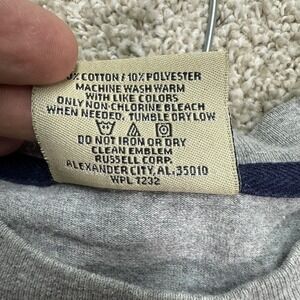 % COTTON / 10% POLYESTER
MACHINE WASH WARM
WITH LIKE COLORS
ONLY NON-CHLORINE BLEACH
WHEN NEEDED. TUMBLE DRY LOW
DO NOT IRON OR DRY
CLEAN EMBLEM
RUSSELL CORP.
ALEXANDER CITY, AL. 35010
WPL 7232